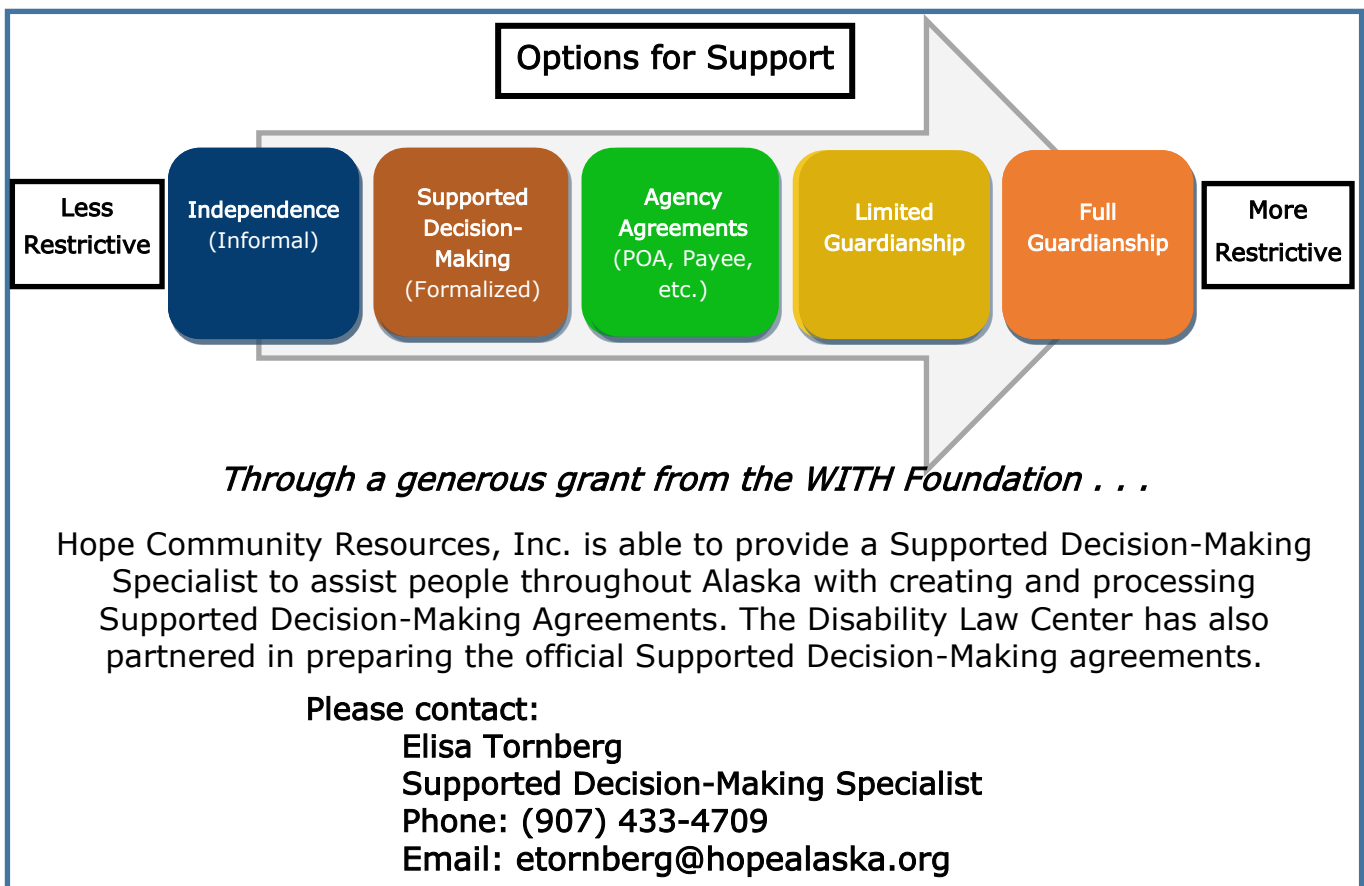 Options for Support
Less
Restrictive
Independence
(Informal)
Supported
Decision-
Making
(Formalized)
Agency
Agreements
(POA, Payee,
etc.)
Limited
Guardianship
Full
Guardianship
More
Restrictive
Through a generous grant from the WITH Foundation . . .
Hope Community Resources, Inc. is able to provide a Supported Decision-Making
Specialist to assist people throughout Alaska with creating and processing
Supported Decision-Making Agreements. The Disability Law Center has also
partnered in preparing the official Supported Decision-Making agreements.
Please contact:
Elisa Tornberg
Supported Decision-Making Specialist
Phone: (907) 433-4709
Email: etornberg@hopealaska.org